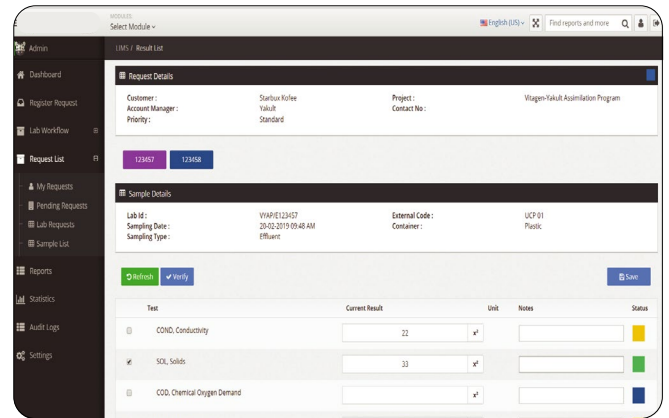 MODULES
Select Module
English (US)
Find reports and more
Admin
LIMS / Result List
Dashboard
Register Request
Lab Workflow
Request List
My Requests
Pending Requests
Lab Requests
Sample List
Reports
Statistics
Audit Logs
Settings
Request Details
Customer : Starbux Kofee Project : Vitagen-Yakult Assimilation Program
Account Manager : Yakult Contact No :
Priority : Standard
123457 123458
Sample Details
Lab Id : VYAP/E123457 External Code : UCP 01
Sampling Date : 20-02-2019 09:48 AM Container : Plastic
Sampling Type : Effluent
Refresh Verify Save
Test Current Result Unit Notes Status
COND, Conductivity 22 x²
SOL, Solids 33 x²
COD, Chemical Oxygen Demand x²